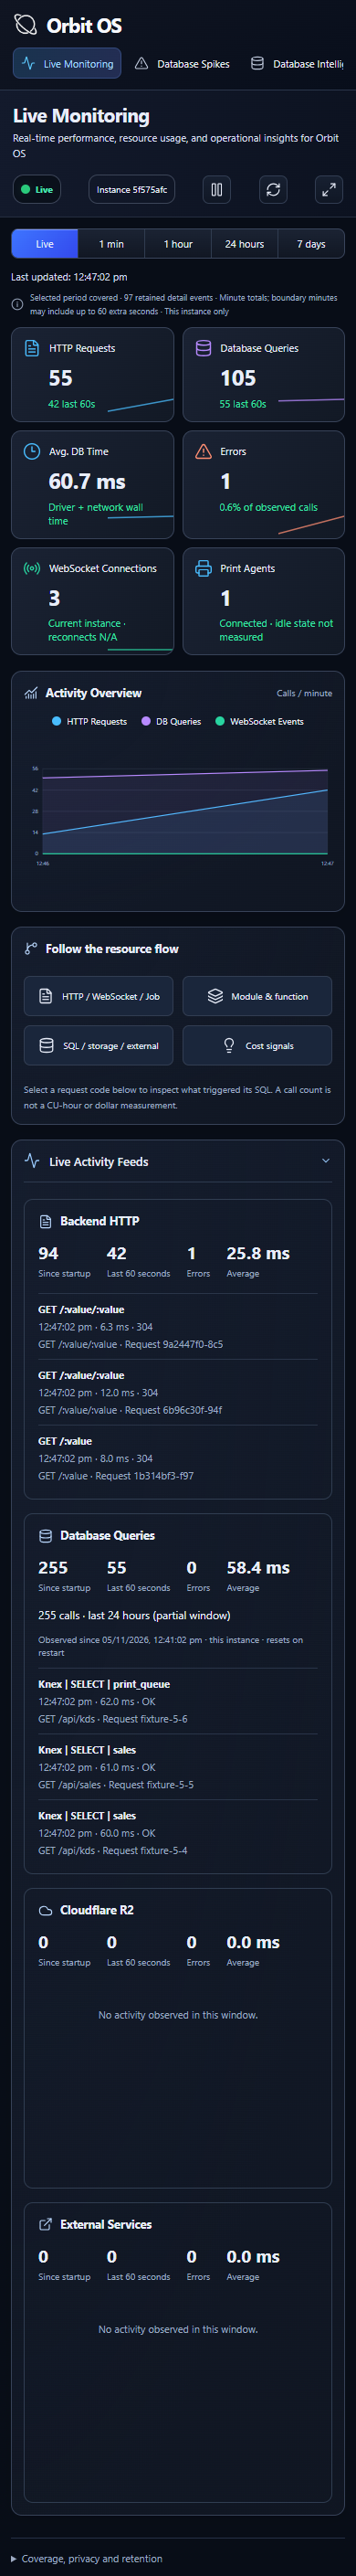 Orbit OS
Live Monitoring
Database Spikes
Database Intellig
Live Monitoring
Real-time performance, resource usage, and operational insights for Orbit
OS
Live
Instance 5f575afc
Live
1 min
1 hour
24 hours
7 days
Last updated: 12:47:02 pm
Selected period covered · 97 retained detail events · Minute totals; boundary minutes
may include up to 60 extra seconds · This instance only
HTTP Requests
55
42 last 60s
Database Queries
105
55 last 60s
Avg. DB Time
60.7 ms
Driver + network wall
time
Errors
1
0.6% of observed calls
WebSocket Connections
3
Current instance ·
reconnects N/A
Print Agents
1
Connected · idle state not
measured
Activity Overview
Calls / minute
HTTP Requests
DB Queries
WebSocket Events
56
42
28
14
0
12:46
12:47
Follow the resource flow
HTTP / WebSocket / Job
Module & function
SQL / storage / external
Cost signals
Select a request code below to inspect what triggered its SQL. A call count is
not a CU-hour or dollar measurement.
Live Activity Feeds
Backend HTTP
94
42
1
25.8 ms
Since startup
Last 60 seconds
Errors
Average
GET /:value/:value
12:47:02 pm · 6.3 ms · 304
GET /:value/:value · Request 9a2447f0-8c5
GET /:value/:value
12:47:02 pm · 12.0 ms · 304
GET /:value/:value · Request 6b96c30f-94f
GET /:value
12:47:02 pm · 8.0 ms · 304
GET /:value · Request 1b314bf3-f97
Database Queries
255
55
0
58.4 ms
Since startup
Last 60 seconds
Errors
Average
255 calls · last 24 hours (partial window)
Observed since 05/11/2026, 12:41:02 pm · this instance · resets on
restart
Knex | SELECT | print_queue
12:47:02 pm · 62.0 ms · OK
GET /api/kds · Request fixture-5-6
Knex | SELECT | sales
12:47:02 pm · 61.0 ms · OK
GET /api/sales · Request fixture-5-5
Knex | SELECT | sales
12:47:02 pm · 60.0 ms · OK
GET /api/kds · Request fixture-5-4
Cloudflare R2
0
0
0
0.0 ms
Since startup
Last 60 seconds
Errors
Average
No activity observed in this window.
External Services
0
0
0
0.0 ms
Since startup
Last 60 seconds
Errors
Average
No activity observed in this window.
Coverage, privacy and retention